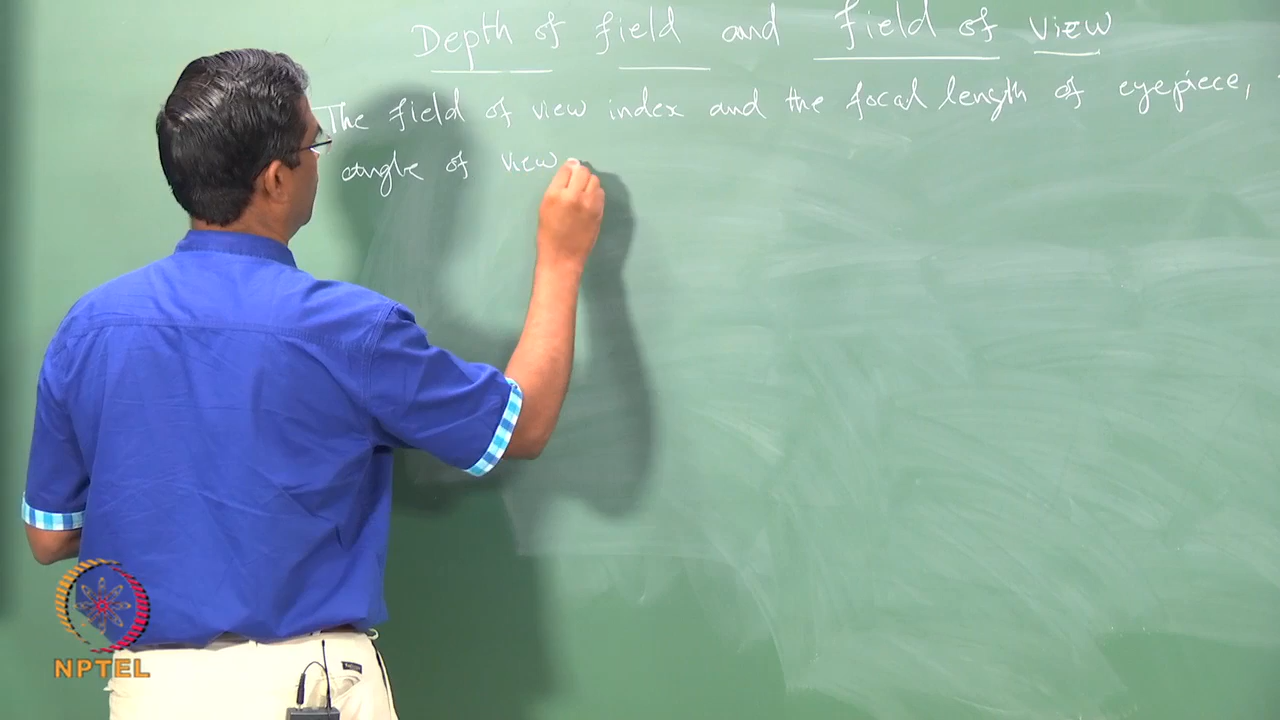 Depth of field and field of view
The field of view index and the focal length of eyepiece,
angle of view
NPTEL